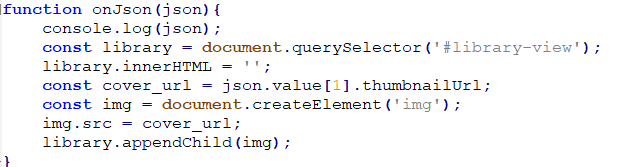 function onJson(json){
    console.log(json);
    const library = document.querySelector('#library-view');
    library.innerHTML = '';
    const cover_url = json.value[1].thumbnailUrl;
    const img = document.createElement('img');
    img.src = cover_url;
    library.appendChild(img);
}